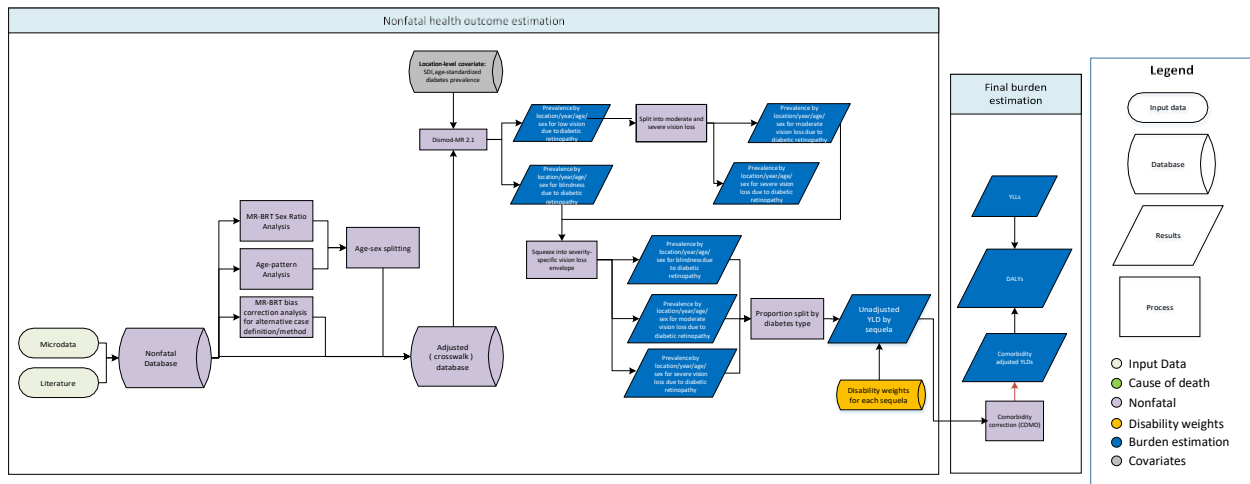 Nonfatal health outcome estimation
Location-level covariate:
SDI,age-standardized
diabetes prevalence
Dismod-MR 2.1
Prevalence by
location/year/age/
sex for low vision
due to diabetic
retinopathy
Split into moderate and
severe vision loss
Prevalence by
location/year/age/
sex for moderate
vision loss due to
diabetic retinopathy
Prevalence by
location/year/age/
sex for blindness
due to diabetic
retinopathy
Prevalence by
location/year/age/
sex for severe vision
loss due to diabetic
retinopathy
MR-BRT Sex Ratio
Analysis
Age-pattern
Analysis
MR-BRT bias
correction analysis
for alternative case
definition/method
Age-sex splitting
Squeeze into severity-
specific vision loss
envelope
Prevalence by
location/year/age/
sex for blindness due
to diabetic
retinopathy
Prevalence by
location/year/age/
sex for moderate
vision loss due to
diabetic retinopathy
Prevalence by
location/year/age/
sex for severe vision
loss due to diabetic
retinopathy
Proportion split by
diabetes type
Unadjusted
YLD by
sequela
Disability weights
for each sequela
Microdata
Literature
Nonfatal
Database
Adjusted
( crosswalk )
database
Final burden
estimation
YLLs
DALYs
Comorbidity
adjusted YLDs
Comorbidity
correction (COMO)
Legend
Input data
Database
Results
Process
Input Data
Cause of death
Nonfatal
Disability weights
Burden estimation
Covariates